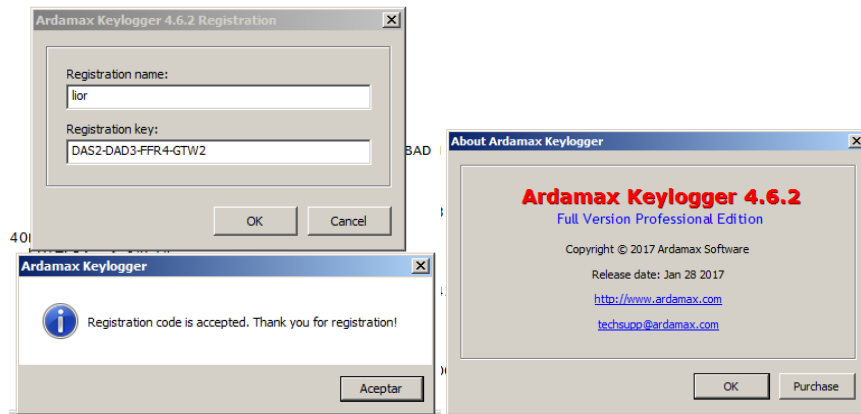 Ardamax Keylogger 4.6.2 Registration
Registration name:
lior
Registration key:
DAS2-DAD3-FFR4-GTW2
OK
Cancel
BAD
Ardamax Keylogger
Registration code is accepted. Thank you for registration!
Aceptar
About Ardamax Keylogger
Ardamax Keylogger 4.6.2
Full Version Professional Edition
Copyright © 2017 Ardamax Software
Release date: Jan 28 2017
http://www.ardamax.com
techsupp@ardamax.com
OK
Purchase